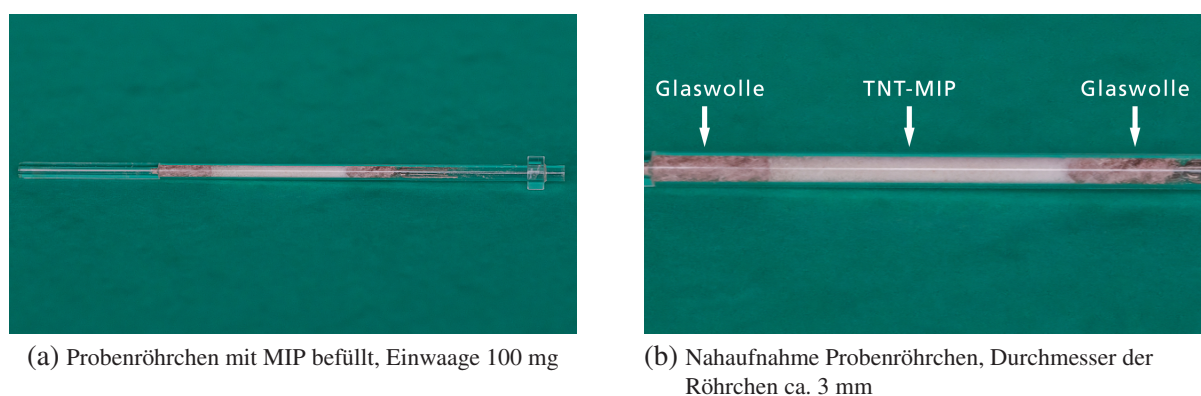 Glaswolle TNT-MIP Glaswolle
(a) Probenröhrchen mit MIP befüllt, Einwaage 100 mg
(b) Nahaufnahme Probenröhrchen, Durchmesser der
Röhrchen ca. 3 mm